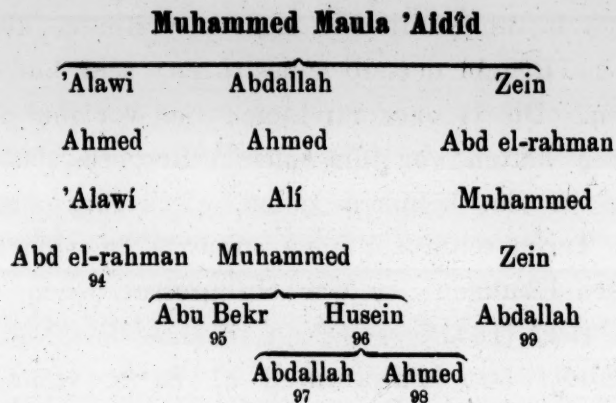 Muhammed Maula 'Aidîd
'Alawi Abdallah Zein
Ahmed Ahmed Abd el-rahman
'Alawí Alí Muhammed
Abd el-rahman Muhammed Zein
94
Abu Bekr Husein Abdallah
95 96 99
Abdallah Ahmed
97 98